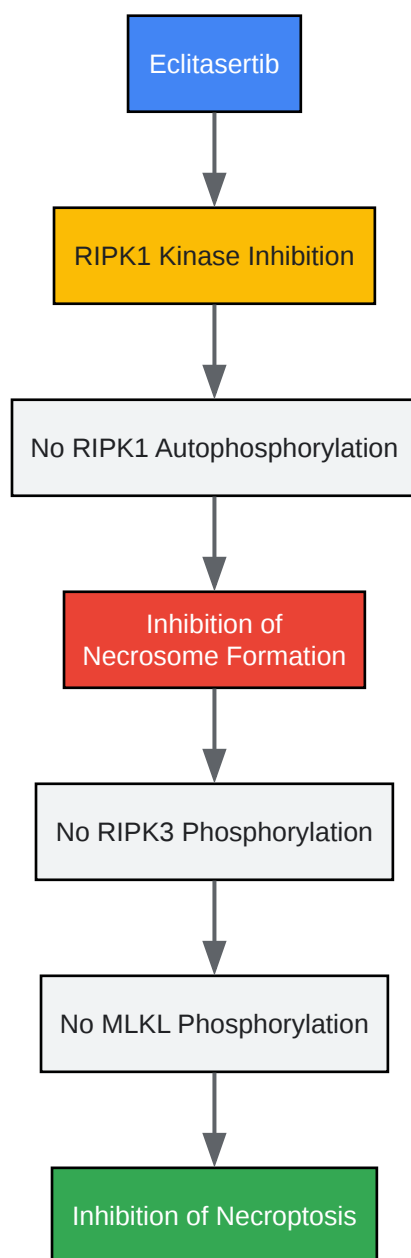 Eclitasertib
RIPK1 Kinase Inhibition
No RIPK1 Autophosphorylation
Inhibition of
Necrosome Formation
No RIPK3 Phosphorylation
No MLKL Phosphorylation
Inhibition of Necroptosis